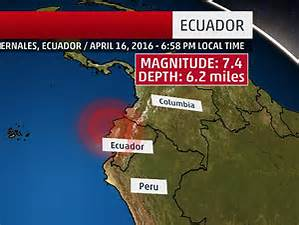 ECUADOR
ERNALES, ECUADOR / APRIL 16, 2016 - 6:58 PM LOCAL TIME
MAGNITUDE: 7.4
DEPTH: 6.2 miles
Columbia
Ecuador
Peru